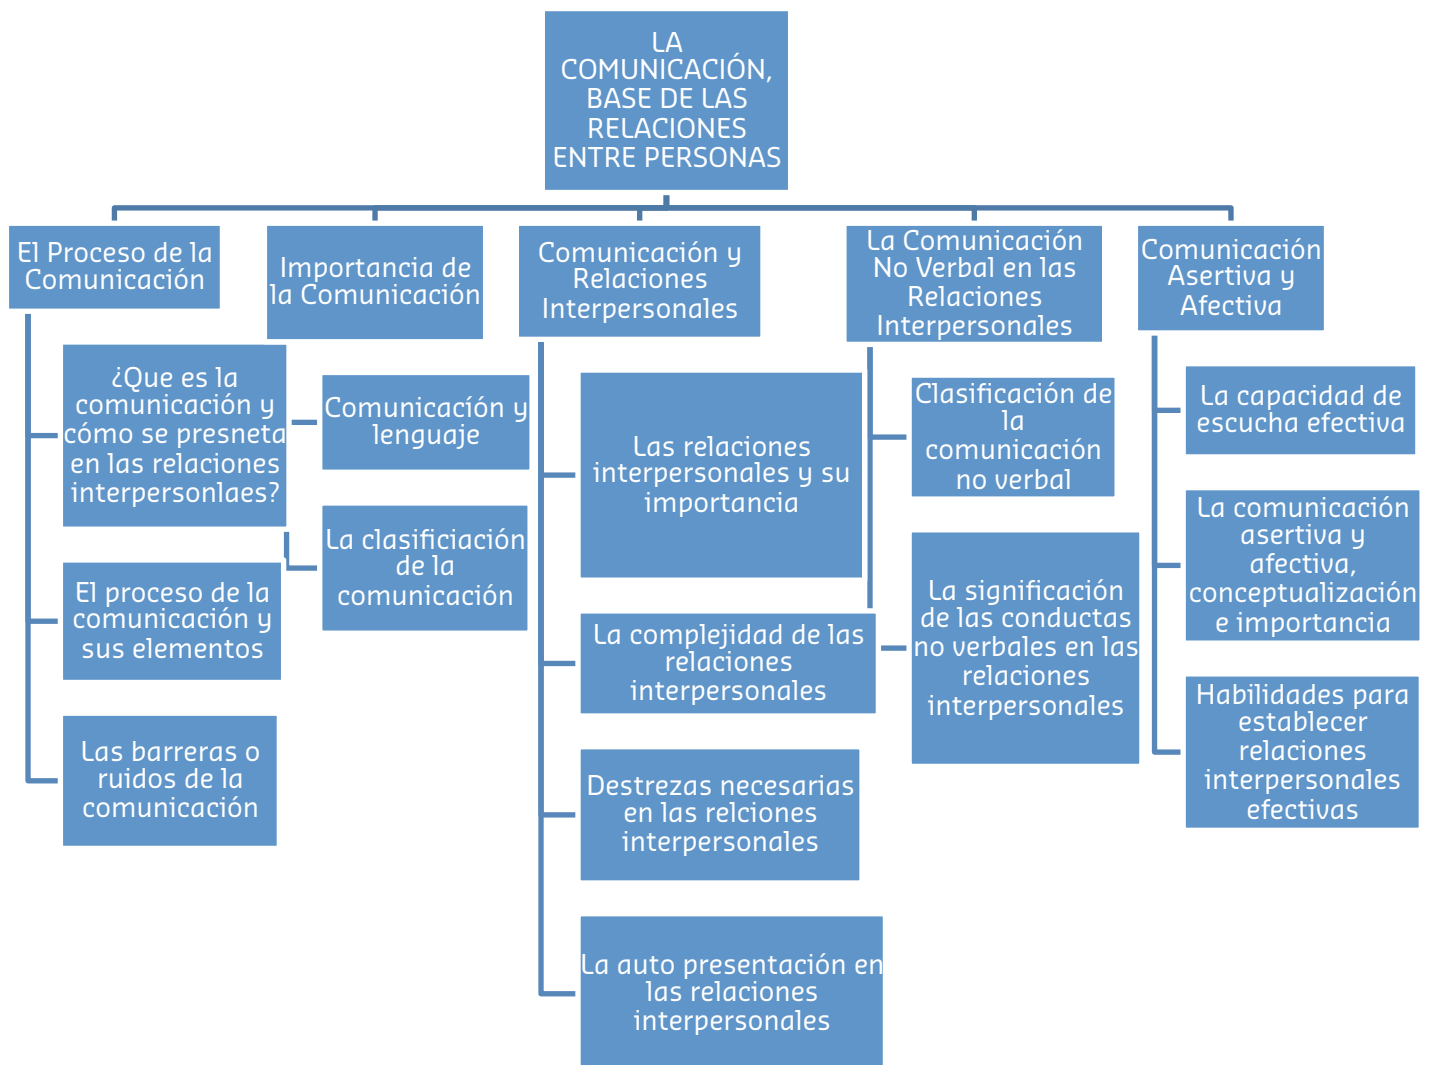 LA
COMUNICACIÓN,
BASE DE LAS
RELACIONES
ENTRE PERSONAS
El Proceso de la
Comunicación
¿Que es la
comunicación y
cómo se presneta
en las relaciones
interpersonlaes?
El proceso de la
comunicación y
sus elementos
Las barreras o
ruidos de la
comunicación
Importancia de
la Comunicación
Comunicacíón y
lenguaje
La clasificiación
de la
comunicación
Comunicación y
Relaciones
Interpersonales
Las relaciones
interpersonales y su
importancia
La complejidad de las
relaciones
interpersonales
Destrezas necesarias
en las relciones
interpersonales
La auto presentación en
las relaciones
interpersonales
La Comunicación
No Verbal en las
Relaciones
Interpersonales
Clasificación de
la
comunicación
no verbal
La significación
de las conductas
no verbales en las
relaciones
interpersonales
Comunicación
Asertiva y
Afectiva
La capacidad de
escucha efectiva
La comunicación
asertiva y
afectiva,
conceptualización
e importancia
Habilidades para
establecer
relaciones
interpersonales
efectivas